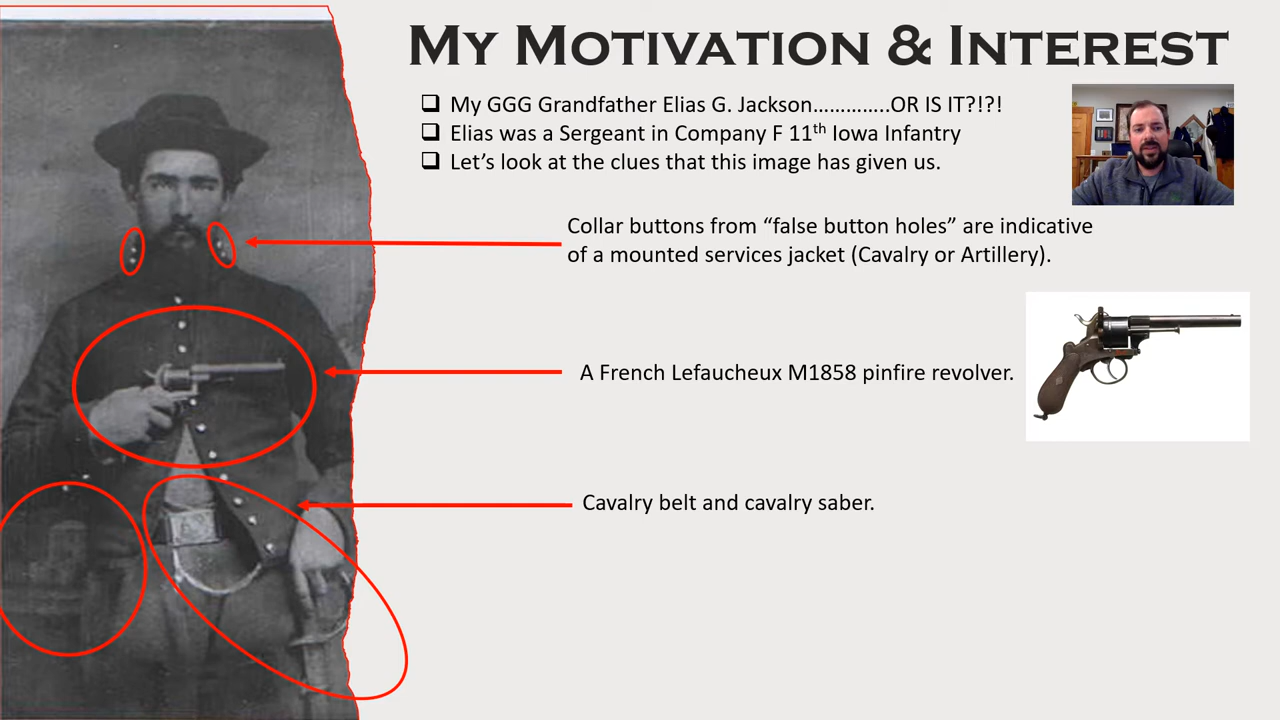 MY MOTIVATION & INTEREST
❑ My GGG Grandfather Elias G. Jackson…………..OR IS IT?!?!
❑ Elias was a Sergeant in Company F 11th Iowa Infantry
❑ Let’s look at the clues that this image has given us.
Collar buttons from “false button holes” are indicative
of a mounted services jacket (Cavalry or Artillery).
A French Lefaucheux M1858 pinfire revolver.
Cavalry belt and cavalry saber.